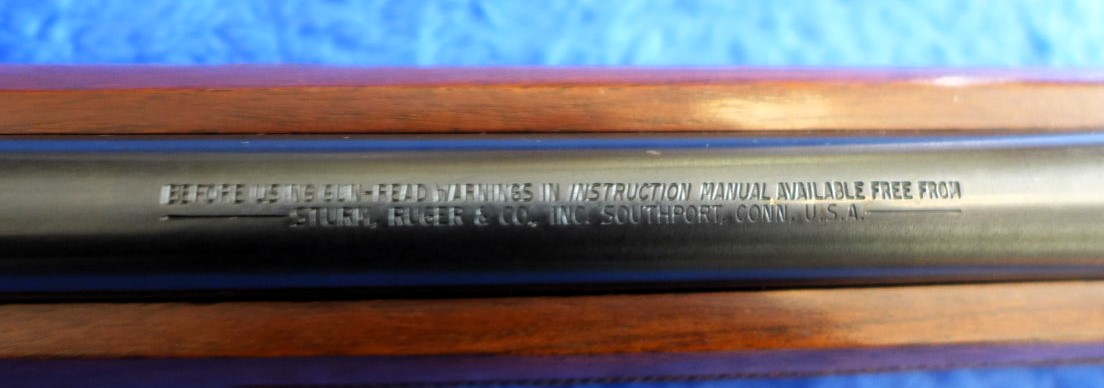 BEFORE USING GUN-READ WARNINGS IN INSTRUCTION MANUAL AVAILABLE FREE FROM
STURM, RUGER & CO., INC. SOUTHPORT, CONN. U.S.A.